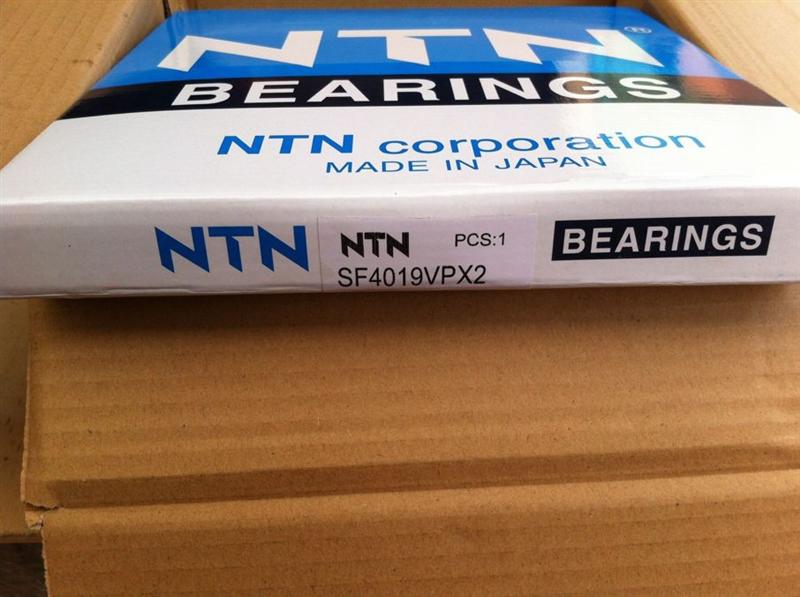 NTN®
BEARINGS
NTN corporation
MADE IN JAPAN
NTN NTN PCS:1 BEARINGS
SF4019VPX2